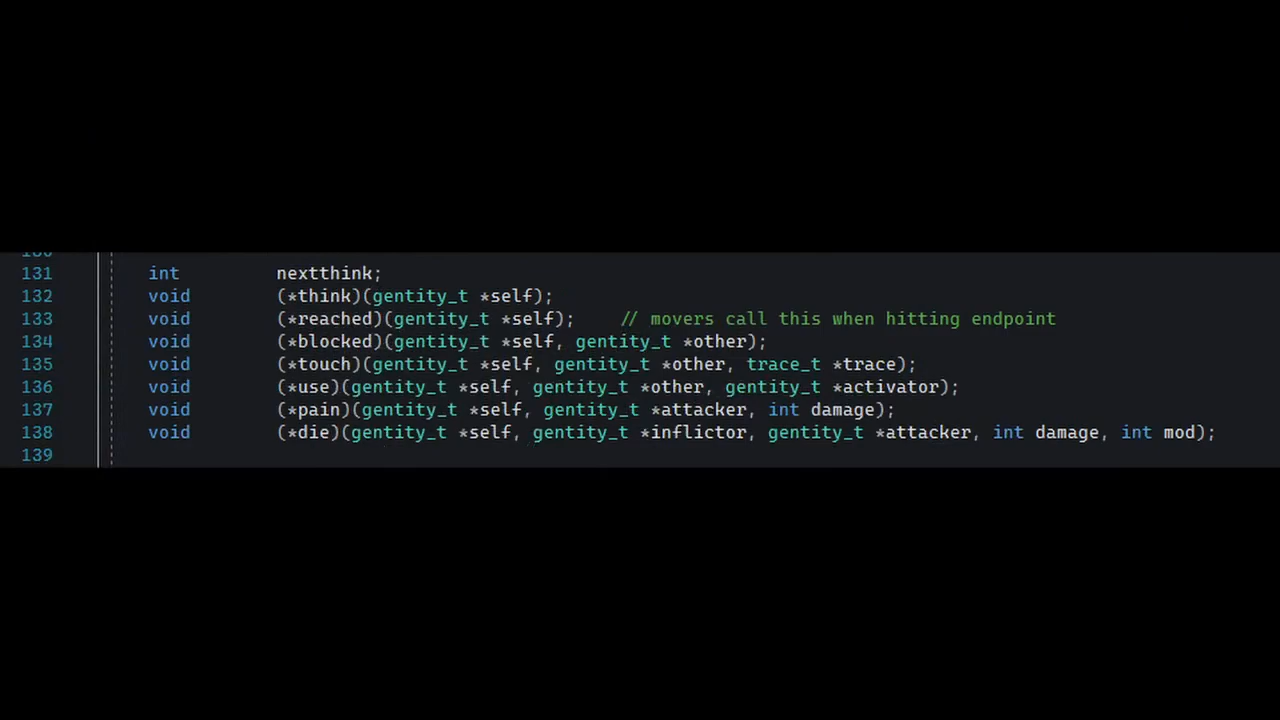 131 int nextthink;
132 void (*think)(gentity_t *self);
133 void (*reached)(gentity_t *self); // movers call this when hitting endpoint
134 void (*blocked)(gentity_t *self, gentity_t *other);
135 void (*touch)(gentity_t *self, gentity_t *other, trace_t *trace);
136 void (*use)(gentity_t *self, gentity_t *other, gentity_t *activator);
137 void (*pain)(gentity_t *self, gentity_t *attacker, int damage);
138 void (*die)(gentity_t *self, gentity_t *inflictor, gentity_t *attacker, int damage, int mod);
139